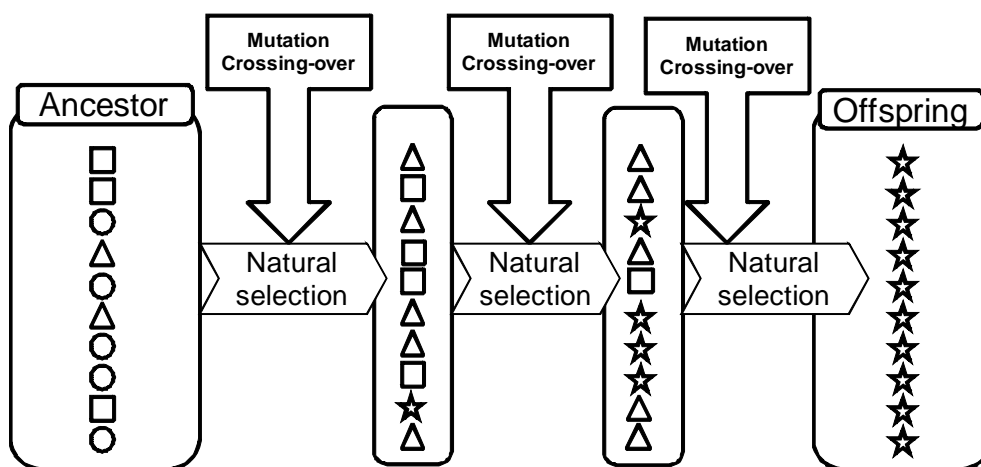 Mutation
Crossing-over
Mutation
Crossing-over
Mutation
Crossing-over
Ancestor
Offspring
Natural
selection
Natural
selection
Natural
selection